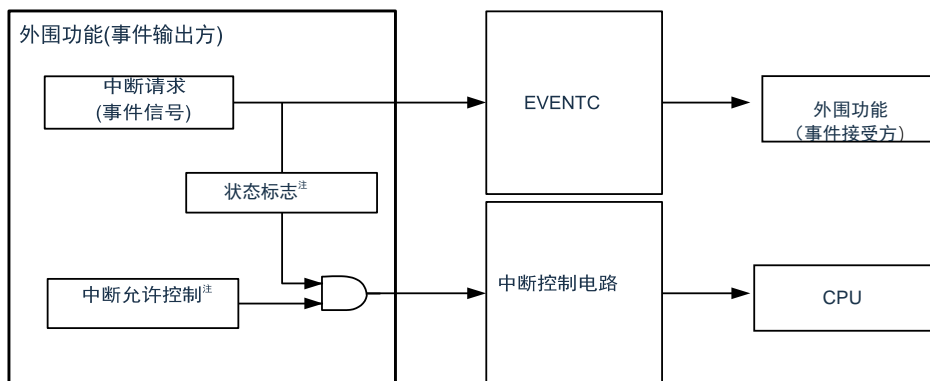 外围功能(事件输出方)
中断请求
(事件信号)
EVENTC
外围功能
（事件接受方）
状态标志注
中断允许控制注
中断控制电路
CPU